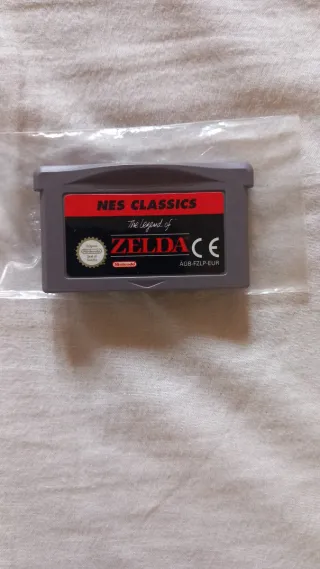 NES CLASSICS
The Legend of
ZELDA
CE
Nintendo
AGB-FZLP-EUR